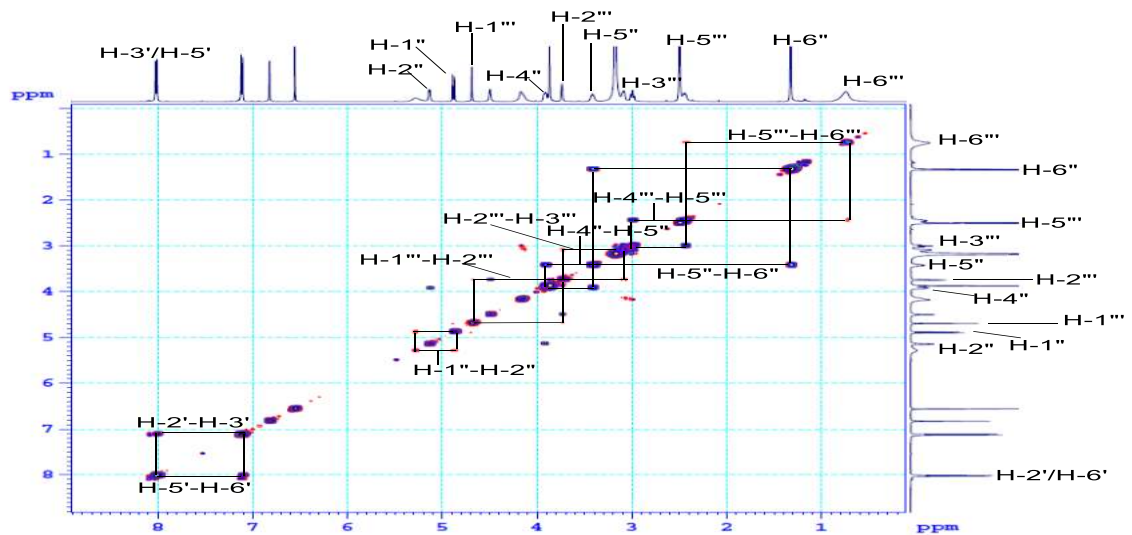 H-3'/H-5'
H-1"
H-2"
H-1'''
H-4"
H-2'''
H-5"
H-3'''
H-5'''
H-6"
H-6'''
ppm
1
2
3
4
5
6
7
8
H-5'''-H-6'''
H-4'''-H-5'''
H-2'''-H-3'''
H-4"-H-5"
H-1'''-H-2'''
H-5"-H-6"
H-1"-H-2"
H-2'-H-3'
H-5'-H-6'
H-6'''
H-6"
H-5'''
H-3'''
H-5"
H-2'''
H-4"
H-1'''
H-1"
H-2"
H-2'/H-6'
8 7 6 5 4 3 2 1 ppm